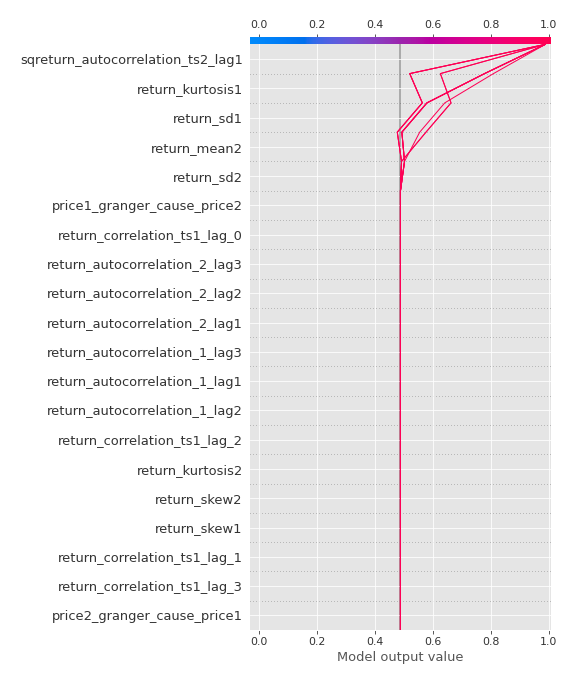 0.0 0.2 0.4 0.6 0.8 1.0
sqreturn_autocorrelation_ts2_lag1
return_kurtosis1
return_sd1
return_mean2
return_sd2
price1_granger_cause_price2
return_correlation_ts1_lag_0
return_autocorrelation_2_lag3
return_autocorrelation_2_lag2
return_autocorrelation_2_lag1
return_autocorrelation_1_lag3
return_autocorrelation_1_lag1
return_autocorrelation_1_lag2
return_correlation_ts1_lag_2
return_kurtosis2
return_skew2
return_skew1
return_correlation_ts1_lag_1
return_correlation_ts1_lag_3
price2_granger_cause_price1
0.0 0.2 0.4 0.6 0.8 1.0
Model output value